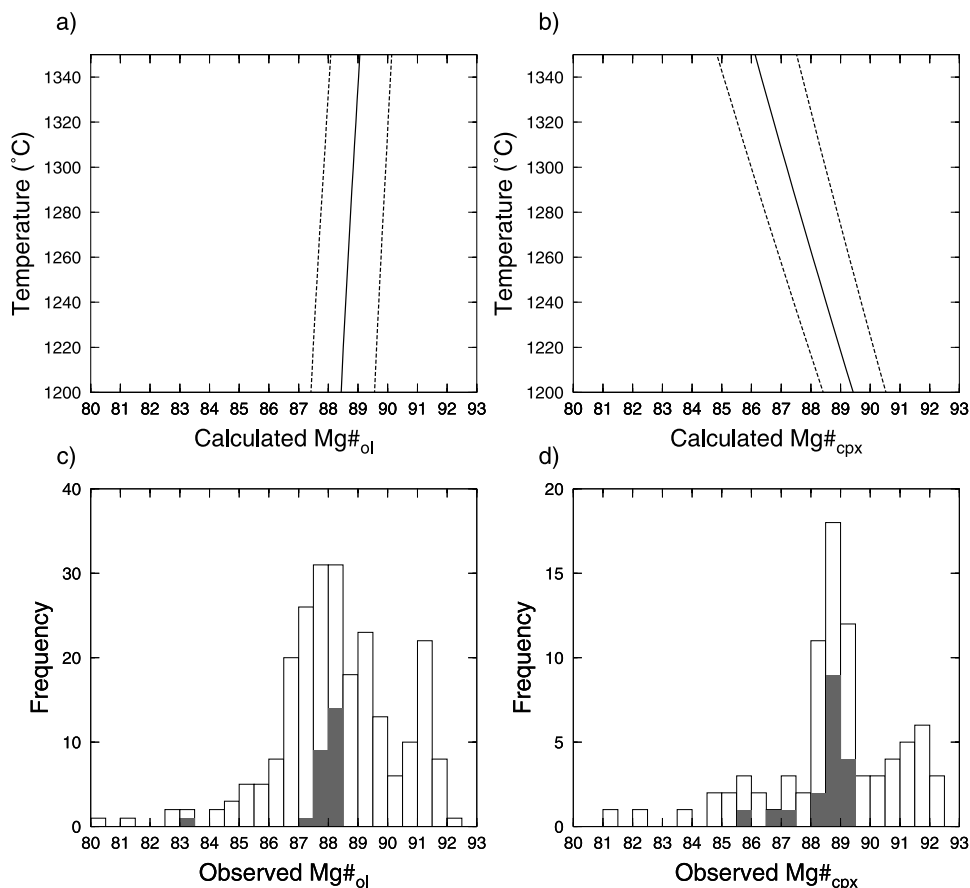 a)
b)
Temperature (˚C)
1340
1320
1300
1280
1260
1240
1220
1200
80 81 82 83 84 85 86 87 88 89 90 91 92 93
Calculated Mg#ol
Temperature (˚C)
1340
1320
1300
1280
1260
1240
1220
1200
80 81 82 83 84 85 86 87 88 89 90 91 92 93
Calculated Mg#cpx
c)
d)
Frequency
40
30
20
10
0
80 81 82 83 84 85 86 87 88 89 90 91 92 93
Observed Mg#ol
Frequency
20
15
10
5
0
80 81 82 83 84 85 86 87 88 89 90 91 92 93
Observed Mg#cpx